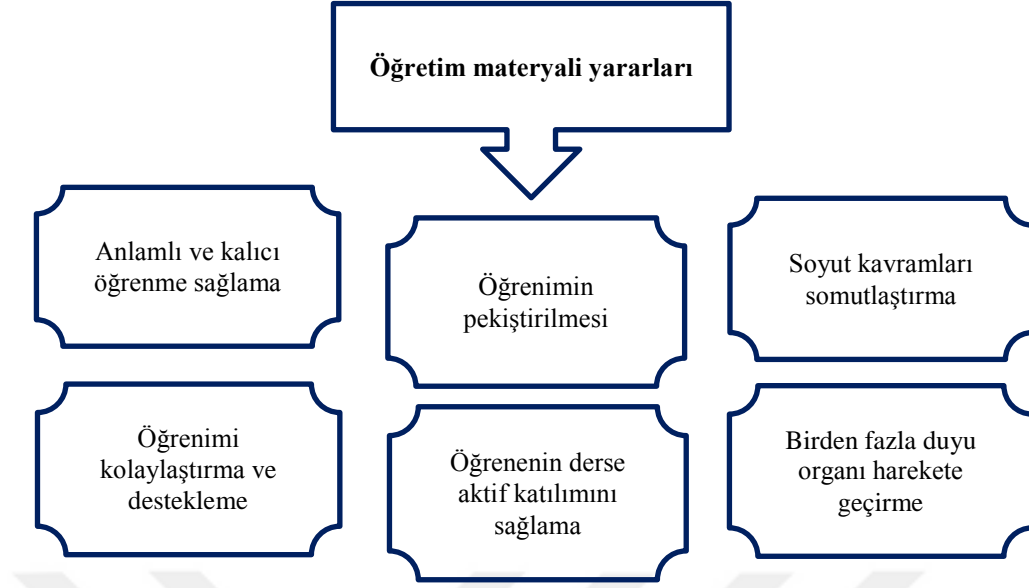 Öğretim materyali yararları
Anlamlı ve kalıcı
öğrenme sağlama
Öğrenimin
pekiştirilmesi
Soyut kavramları
somutlaştırma
Öğrenimi
kolaylaştırma ve
destekleme
Öğrenenin derse
aktif katılımını
sağlama
Birden fazla duyu
organı harekete
geçirme